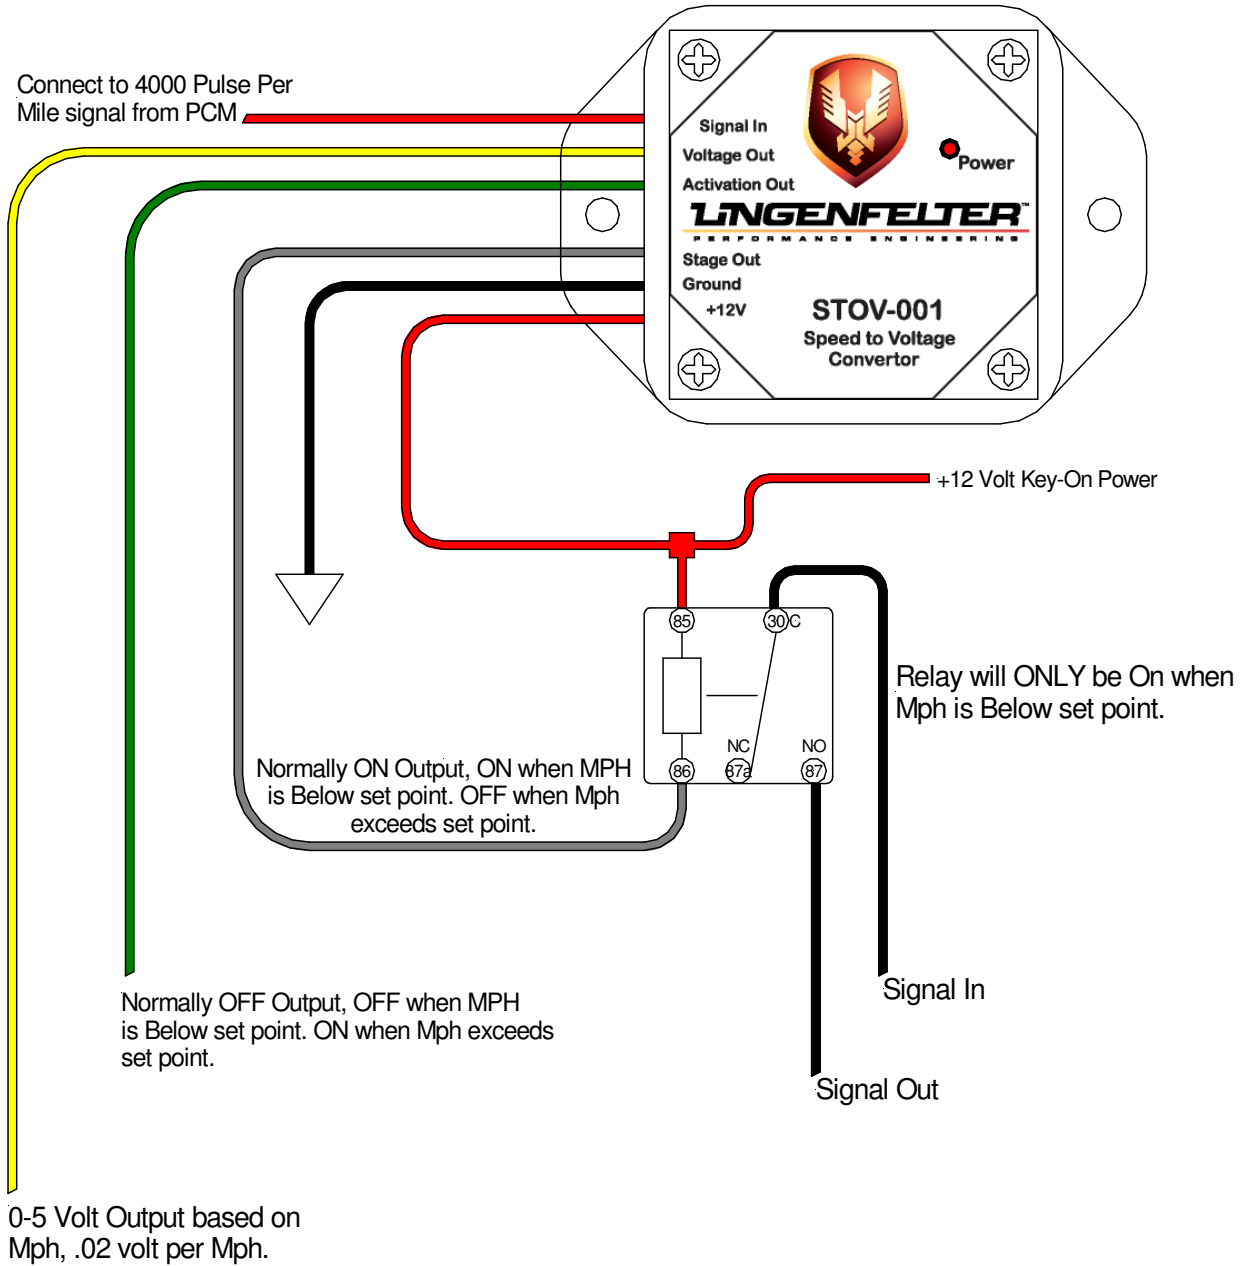 Connect to 4000 Pulse Per
Mile signal from PCM
Signal In
Voltage Out
Activation Out
Power
LINGENFELTER™
PERFORMANCE ENGINEERING
Stage Out
Ground
+12V
STOV-001
Speed to Voltage
Convertor
+12 Volt Key-On Power
85
30 C
Relay will ONLY be On when
Mph is Below set point.
NC
NO
86
87a
87
Normally ON Output, ON when MPH
is Below set point. OFF when Mph
exceeds set point.
Signal In
Normally OFF Output, OFF when MPH
is Below set point. ON when Mph exceeds
set point.
Signal Out
0-5 Volt Output based on
Mph, .02 volt per Mph.